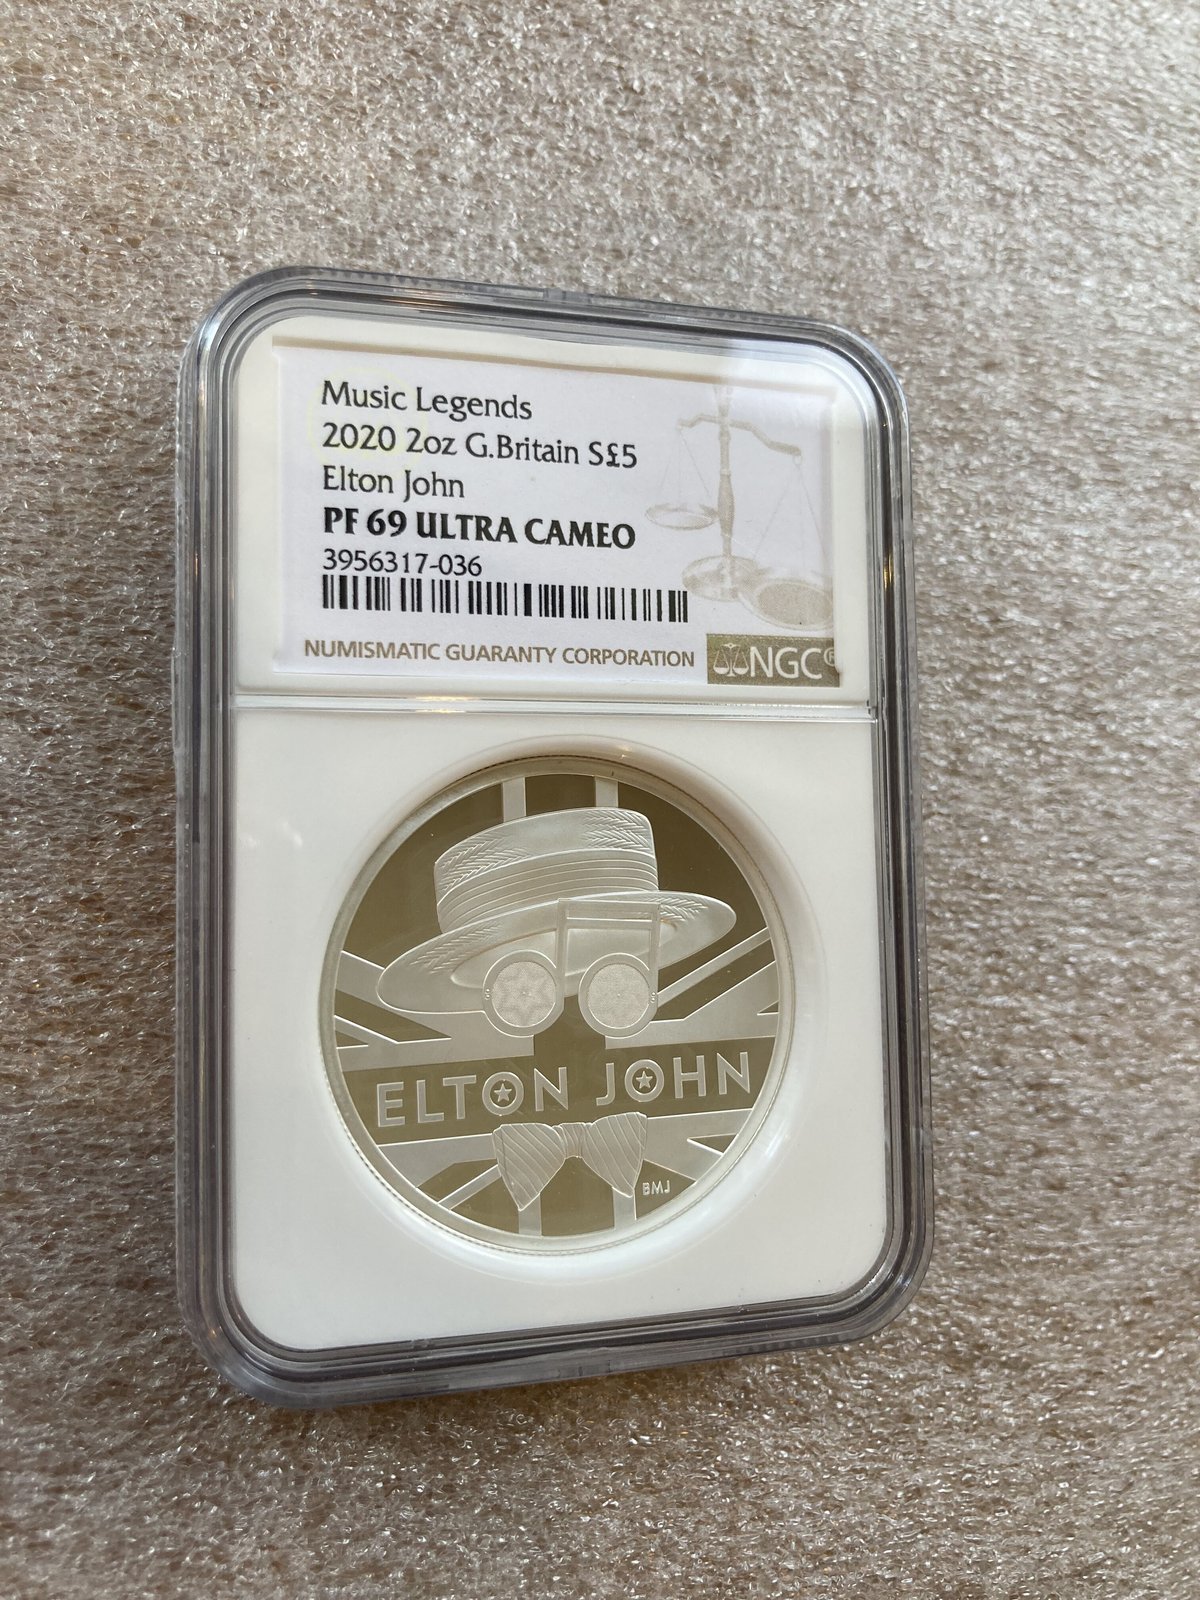 Music Legends
2020 2oz G.Britain S£5
Elton John
PF 69 ULTRA CAMEO
3956317-036
NUMISMATIC GUARANTY CORPORATION NGC®
ELTON JOHN
BMJ